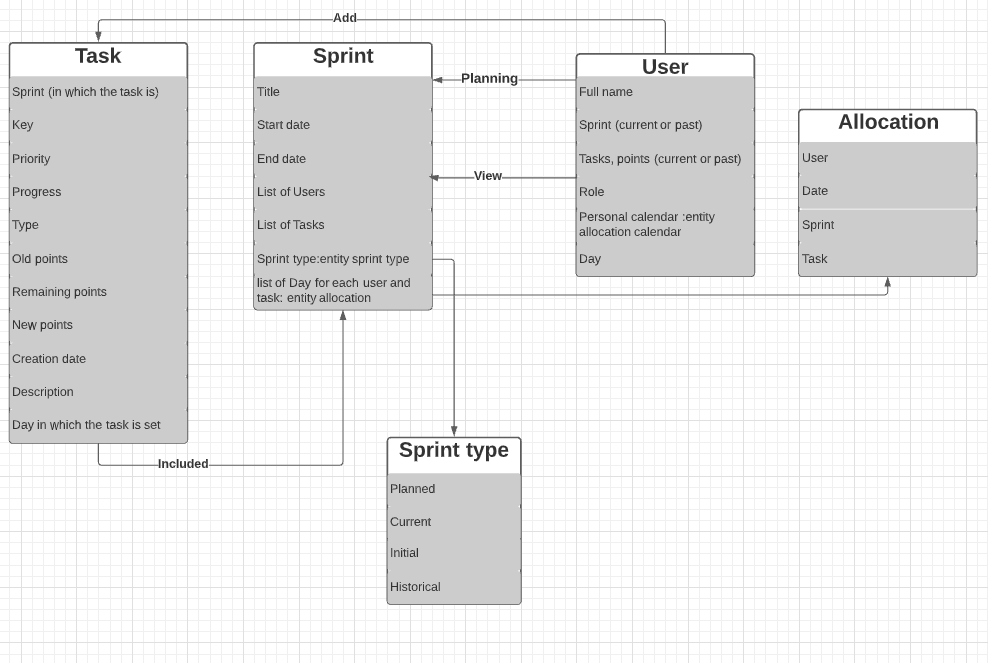 Add
Task
Sprint (in which the task is)
Key
Priority
Progress
Type
Old points
Remaining points
New points
Creation date
Description
Day in which the task is set
Included
Sprint
Title
Start date
End date
List of Users
List of Tasks
Sprint type:entity sprint type
list of Day for each user and
task: entity allocation
Planning
View
User
Full name
Sprint (current or past)
Tasks, points (current or past)
Role
Personal calendar :entity
allocation calendar
Day
Allocation
User
Date
Sprint
Task
Sprint type
Planned
Current
Initial
Historical